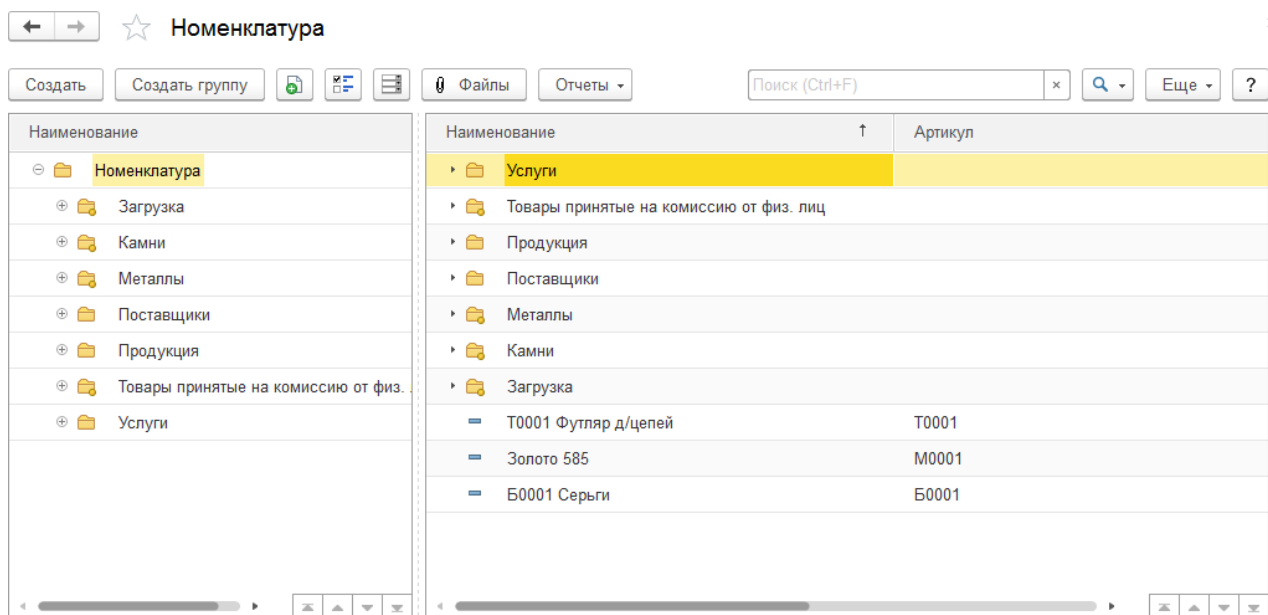 Номенклатура
Создать Создать группу Файлы Отчеты Поиск (Ctrl+F) × Еще ?
Наименование
Номенклатура
Загрузка
Камни
Металлы
Поставщики
Продукция
Товары принятые на комиссию от физ.
Услуги
Наименование ↑ Артикул
Услуги
Товары принятые на комиссию от физ. лиц
Продукция
Поставщики
Металлы
Камни
Загрузка
Т0001 Футляр д/цепей Т0001
Золото 585 М0001
Б0001 Серьги Б0001